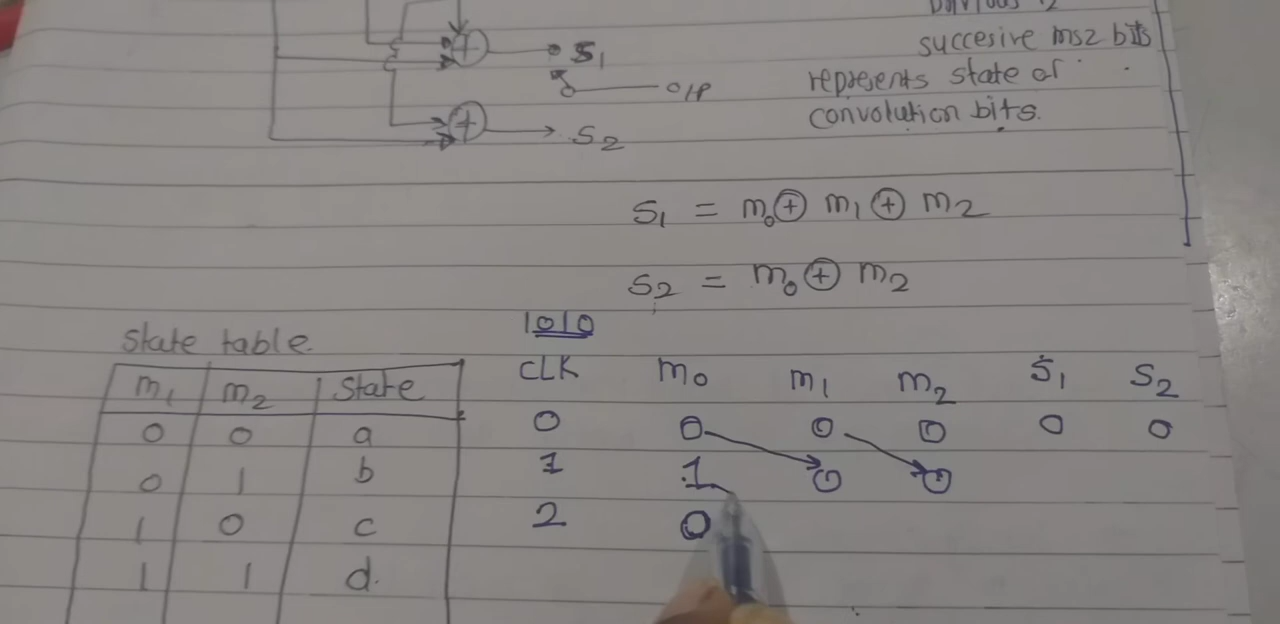 succesive ms2 bits
S1
represents state of
O/P
convolution bits.
S2
S1 = m0 ⊕ m1 ⊕ m2
S2 = m0 ⊕ m2
1010
state table.
CLK m0 m1 m2 S1 S2
m1 m2 state
0 0 0 0 0 0
0 0 a
1 1 0 0
0 1 b
2 0
1 0 c
1 1 d.